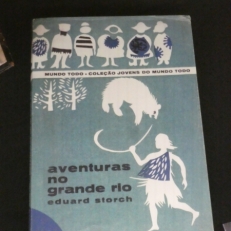 MUNDO TODO - COLEÇÃO JOVENS DO MUNDO TODO
aventuras
no
grande rio
eduard storch